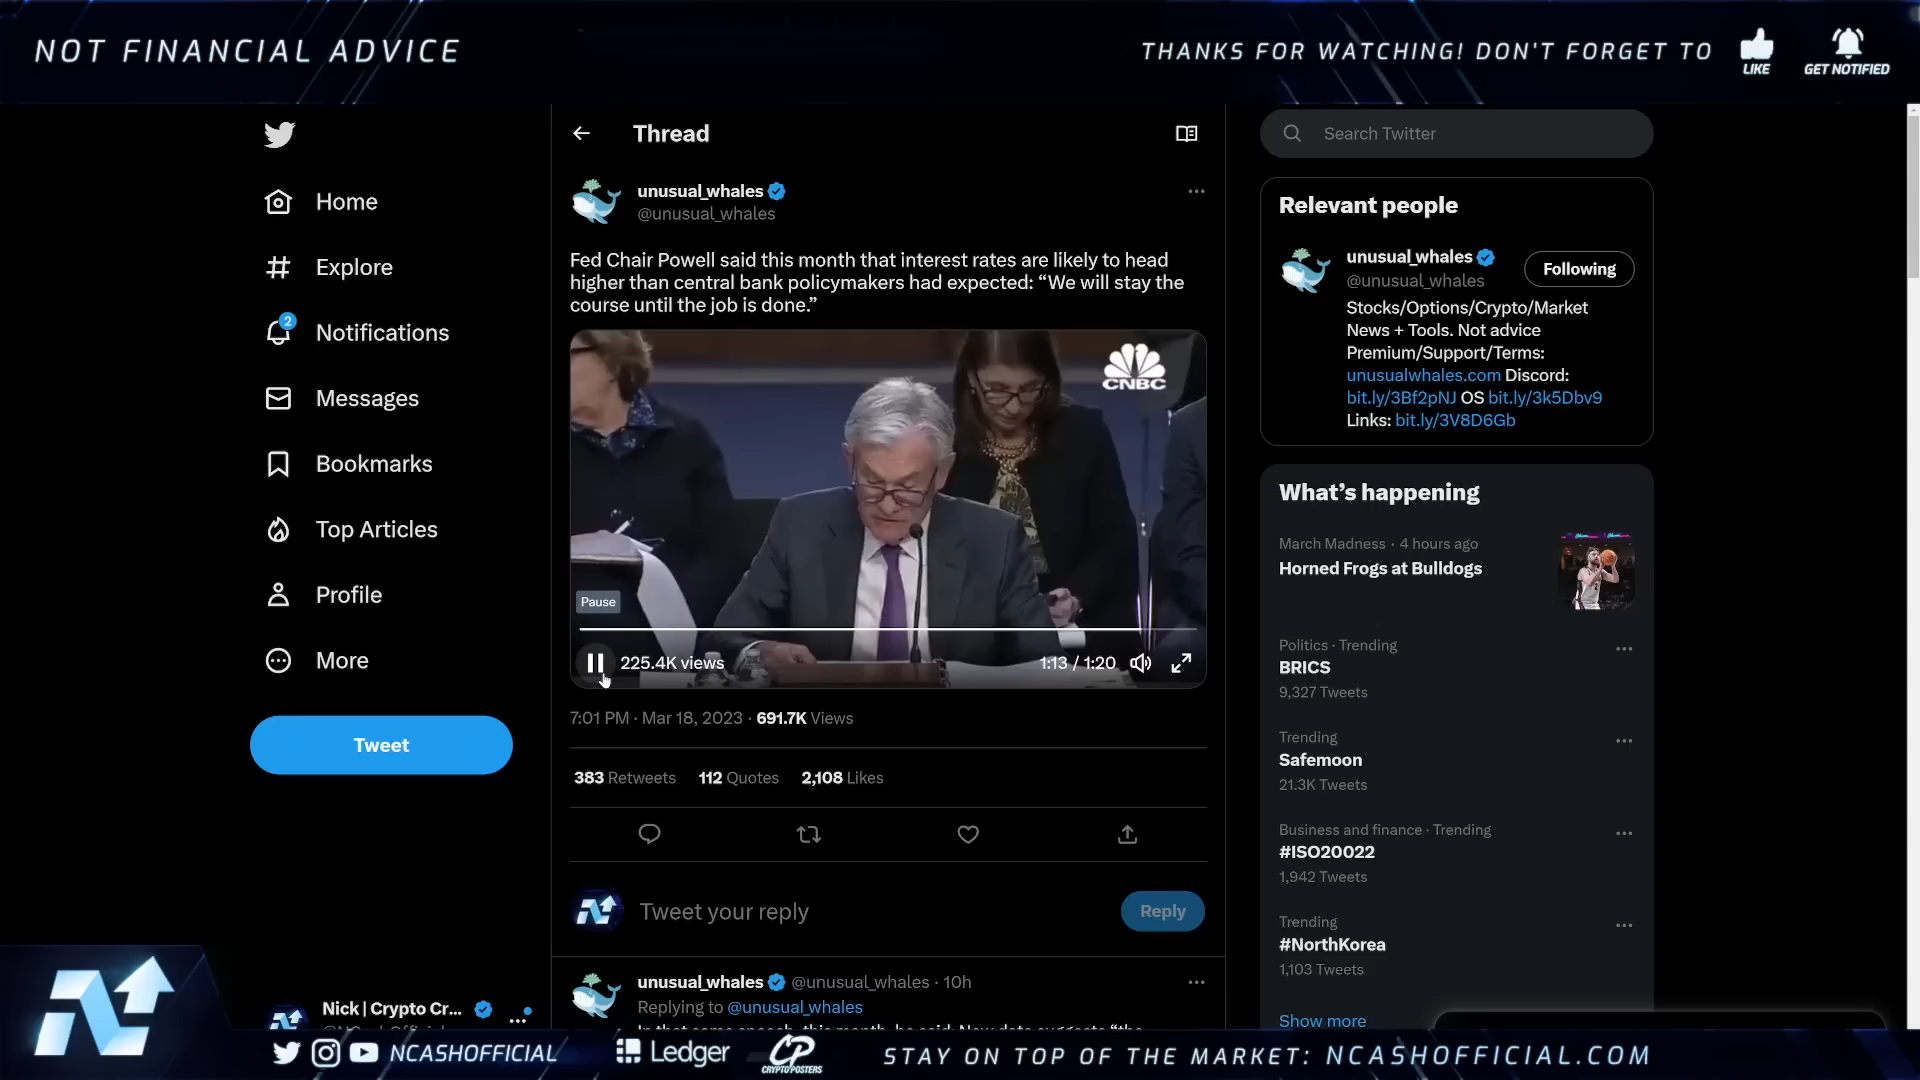 NOT FINANCIAL ADVICE
THANKS FOR WATCHING! DON'T FORGET TO
LIKE
GET NOTIFIED
Home
Explore
2
Notifications
Messages
Bookmarks
Top Articles
Profile
More
Tweet
Nick | Crypto Cr...
Thread
unusual_whales
@unusual_whales
Fed Chair Powell said this month that interest rates are likely to head
higher than central bank policymakers had expected: “We will stay the
course until the job is done.”
CNBC
Pause
225.4K views
1:13 / 1:20
7:01 PM · Mar 18, 2023 · 691.7K Views
383 Retweets 112 Quotes 2,108 Likes
Tweet your reply
Reply
unusual_whales @unusual_whales · 10h
Replying to @unusual_whales
Search Twitter
Relevant people
unusual_whales
@unusual_whales
Following
Stocks/Options/Crypto/Market
News + Tools. Not advice
Premium/Support/Terms:
unusualwhales.com Discord:
bit.ly/3Bf2pNJ OS bit.ly/3k5Dbv9
Links: bit.ly/3V8D6Gb
What’s happening
March Madness · 4 hours ago
Horned Frogs at Bulldogs
Politics · Trending
BRICS
9,327 Tweets
Trending
Safemoon
21.3K Tweets
Business and finance · Trending
#ISO20022
1,942 Tweets
Trending
#NorthKorea
1,103 Tweets
Show more
NCASHOFFICIAL
Ledger
CP
CRYPTOPOSTERS
STAY ON TOP OF THE MARKET: NCASHOFFICIAL.COM